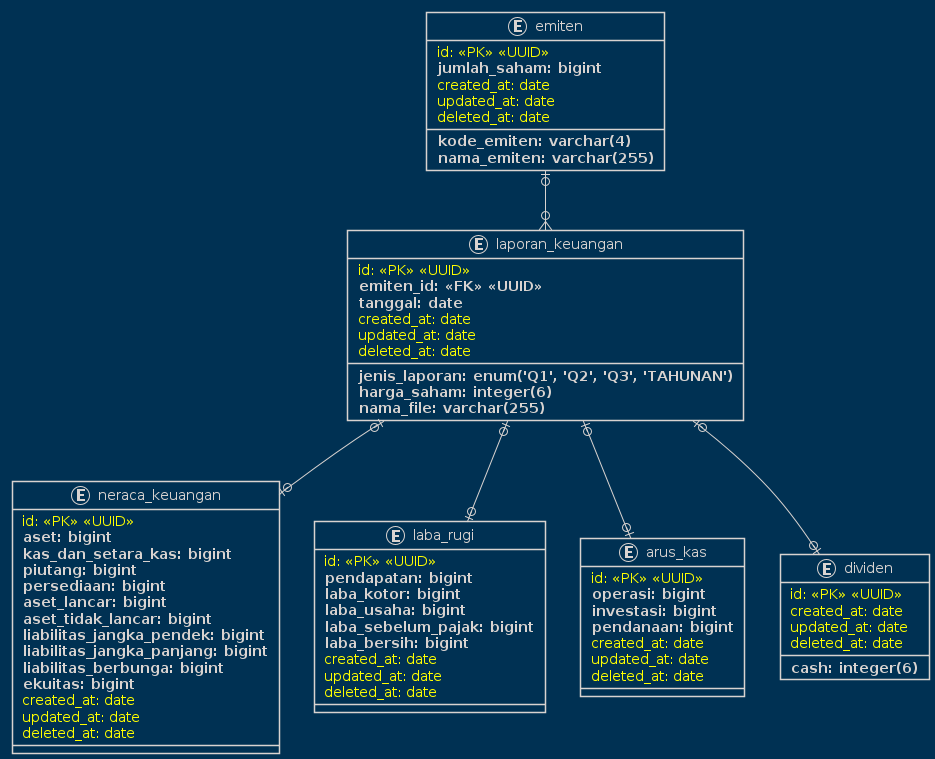 E emiten
id: «PK» «UUID»
jumlah_saham: bigint
created_at: date
updated_at: date
deleted_at: date
kode_emiten: varchar(4)
nama_emiten: varchar(255)
E laporan_keuangan
id: «PK» «UUID»
emiten_id: «FK» «UUID»
tanggal: date
created_at: date
updated_at: date
deleted_at: date
jenis_laporan: enum('Q1', 'Q2', 'Q3', 'TAHUNAN')
harga_saham: integer(6)
nama_file: varchar(255)
E neraca_keuangan
id: «PK» «UUID»
aset: bigint
kas_dan_setara_kas: bigint
piutang: bigint
persediaan: bigint
aset_lancar: bigint
aset_tidak_lancar: bigint
liabilitas_jangka_pendek: bigint
liabilitas_jangka_panjang: bigint
liabilitas_berbunga: bigint
ekuitas: bigint
created_at: date
updated_at: date
deleted_at: date
E laba_rugi
id: «PK» «UUID»
pendapatan: bigint
laba_kotor: bigint
laba_usaha: bigint
laba_sebelum_pajak: bigint
laba_bersih: bigint
created_at: date
updated_at: date
deleted_at: date
E arus_kas
id: «PK» «UUID»
operasi: bigint
investasi: bigint
pendanaan: bigint
created_at: date
updated_at: date
deleted_at: date
E dividen
id: «PK» «UUID»
created_at: date
updated_at: date
deleted_at: date
cash: integer(6)